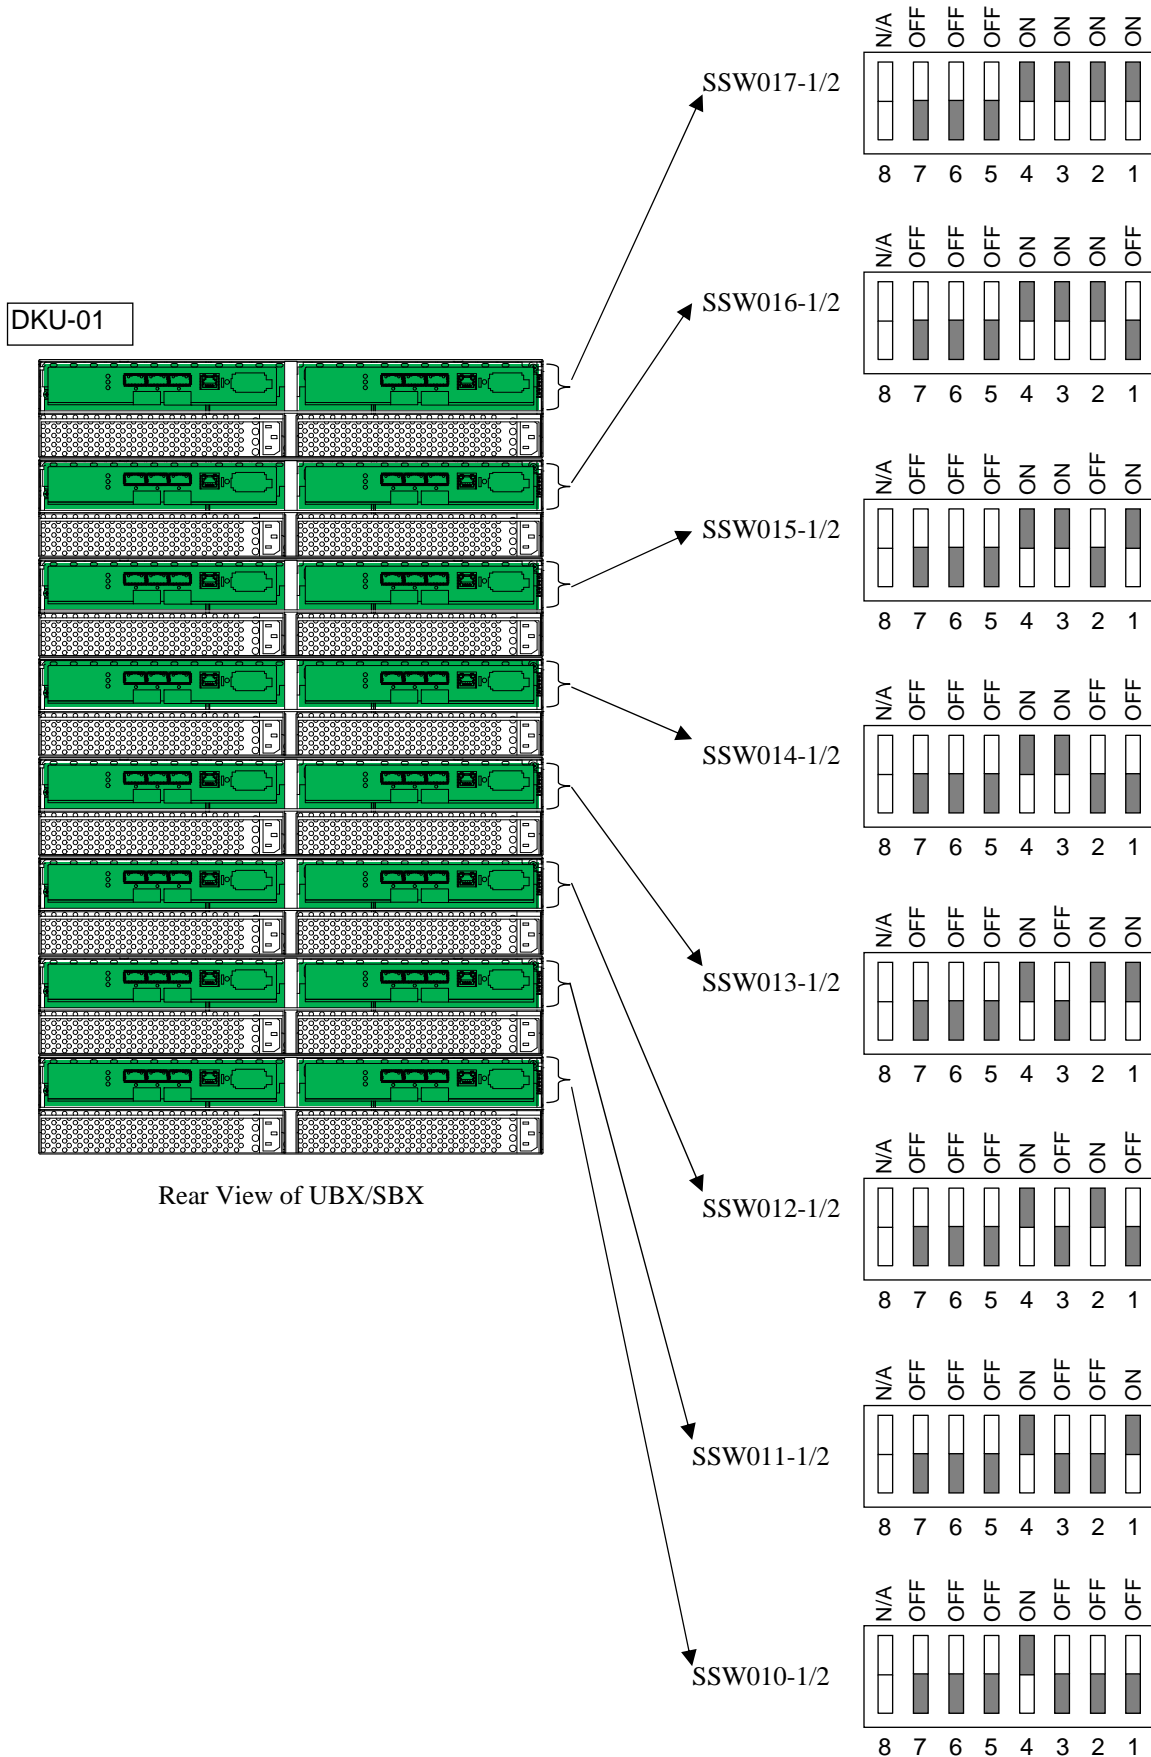 N/A OFF OFF OFF ON ON ON ON
SSW017-1/2
8 7 6 5 4 3 2 1
N/A OFF OFF OFF ON ON ON OFF
SSW016-1/2
8 7 6 5 4 3 2 1
DKU-01
N/A OFF OFF OFF ON ON OFF ON
SSW015-1/2
8 7 6 5 4 3 2 1
N/A OFF OFF OFF ON ON OFF OFF
SSW014-1/2
8 7 6 5 4 3 2 1
N/A OFF OFF OFF ON OFF ON ON
SSW013-1/2
8 7 6 5 4 3 2 1
N/A OFF OFF OFF ON OFF ON OFF
Rear View of UBX/SBX
SSW012-1/2
8 7 6 5 4 3 2 1
N/A OFF OFF OFF ON OFF OFF ON
SSW011-1/2
8 7 6 5 4 3 2 1
N/A OFF OFF OFF ON OFF OFF OFF
SSW010-1/2
8 7 6 5 4 3 2 1